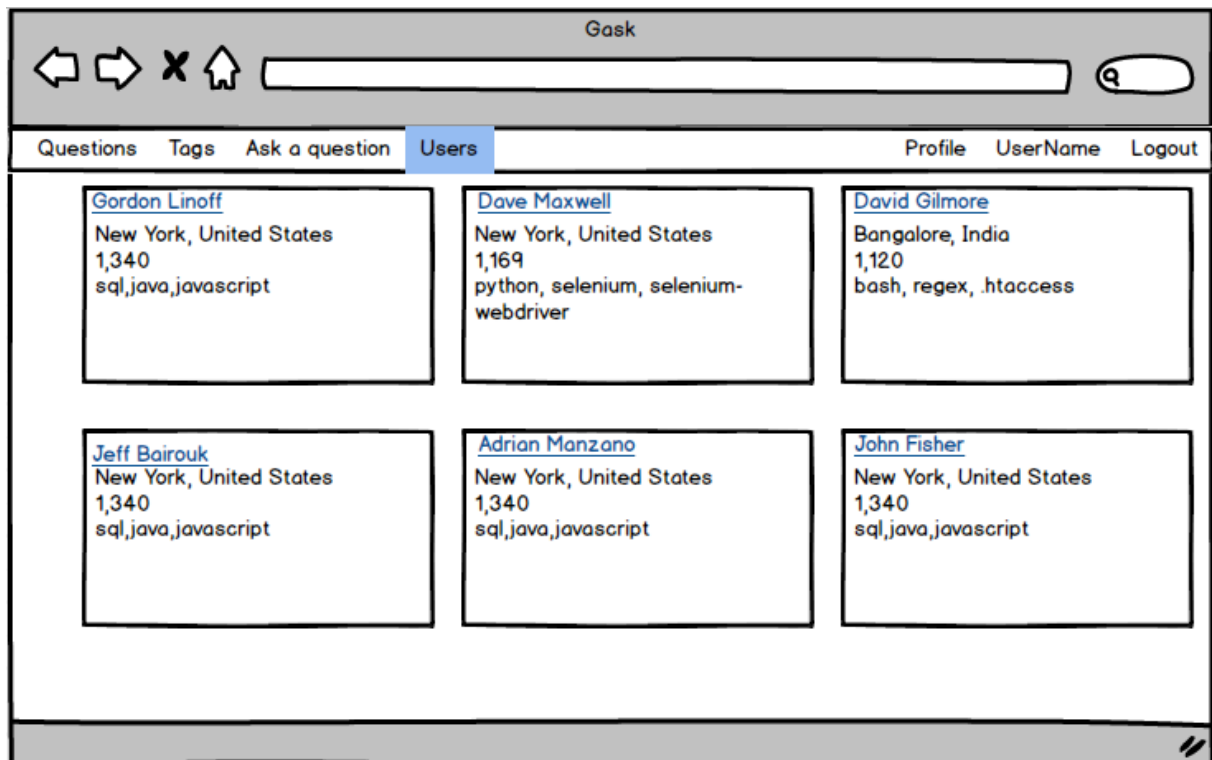 Gask
Questions Tags Ask a question Users Profile UserName Logout
Gordon Linoff
New York, United States
1,340
sql,java,javascript
Dave Maxwell
New York, United States
1,169
python, selenium, selenium-
webdriver
David Gilmore
Bangalore, India
1,120
bash, regex, .htaccess
Jeff Bairouk
New York, United States
1,340
sql,java,javascript
Adrian Manzano
New York, United States
1,340
sql,java,javascript
John Fisher
New York, United States
1,340
sql,java,javascript